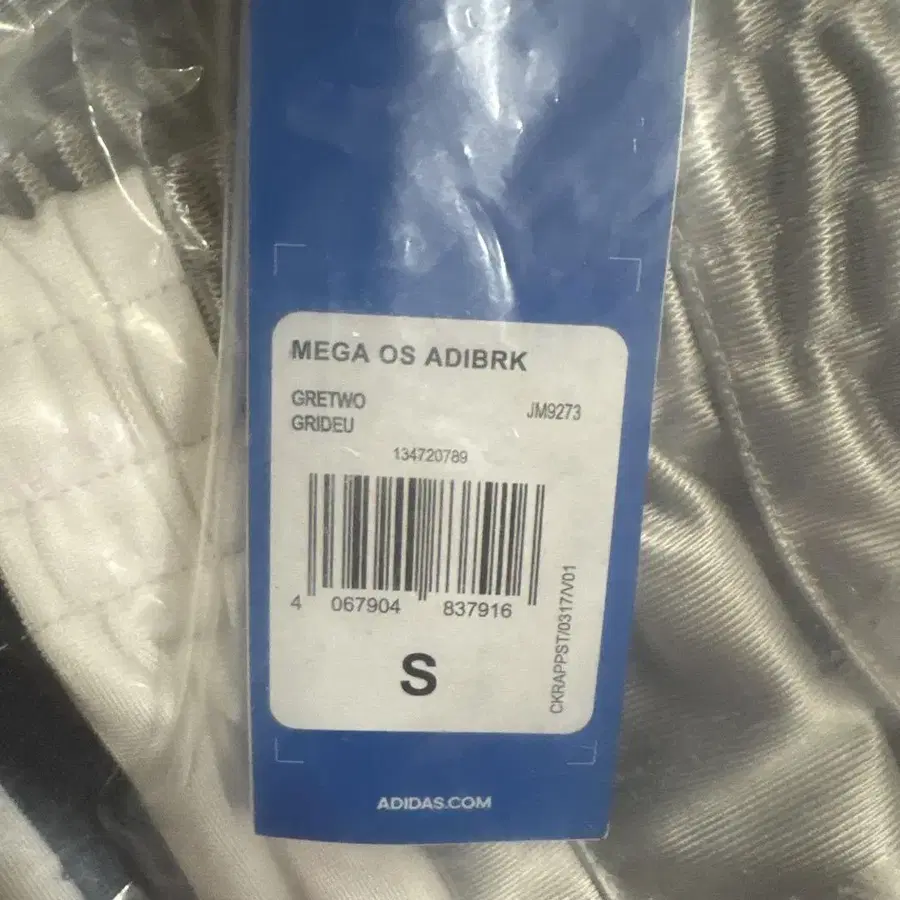 MEGA OS ADIBRK
GRETWO
GRIDEU
JM9273
134720789
4 067904 837916
S
CKRAPPST/0317/V01
ADIDAS.COM